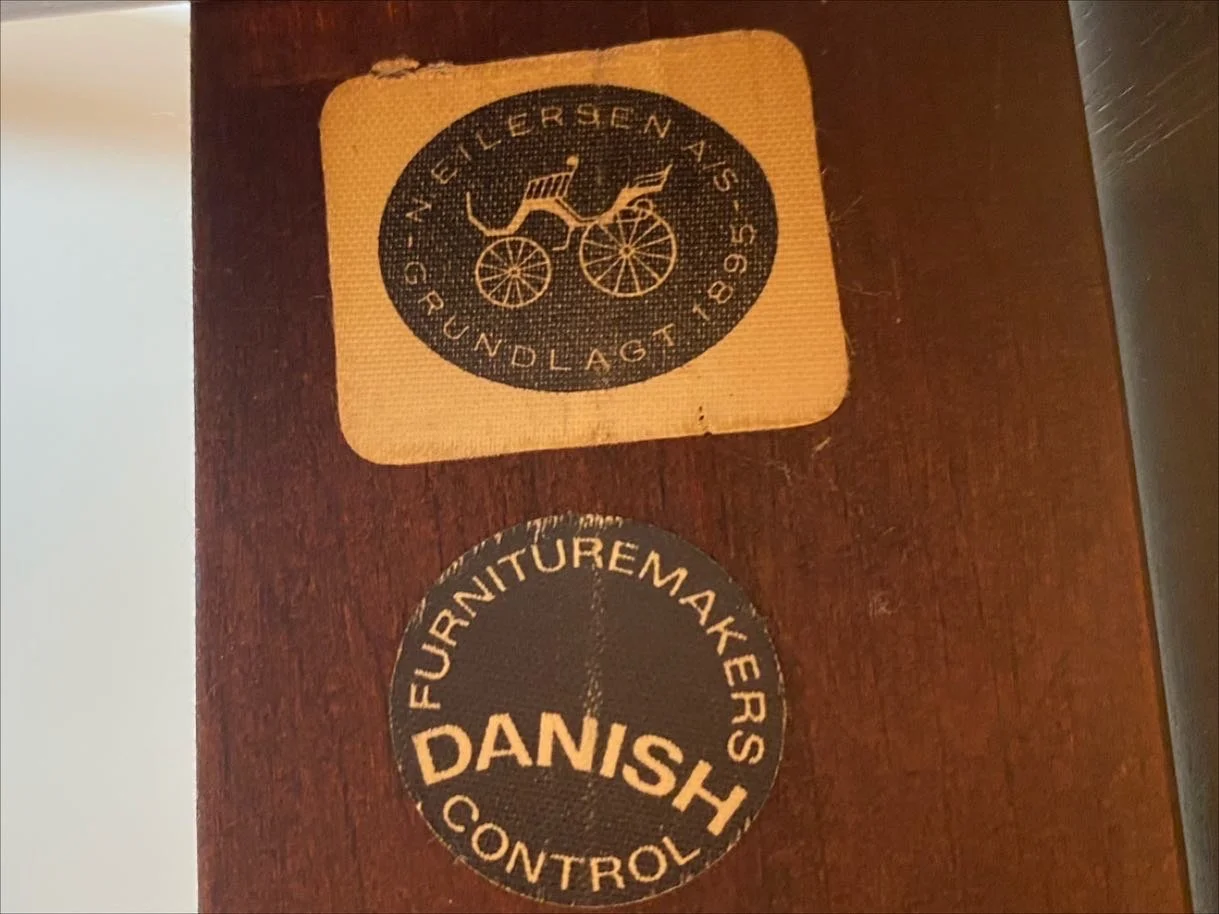 -N EILERSEN A/S-
GRUNDLAGT 1895
FURNITUREMAKERS
DANISH
CONTROL